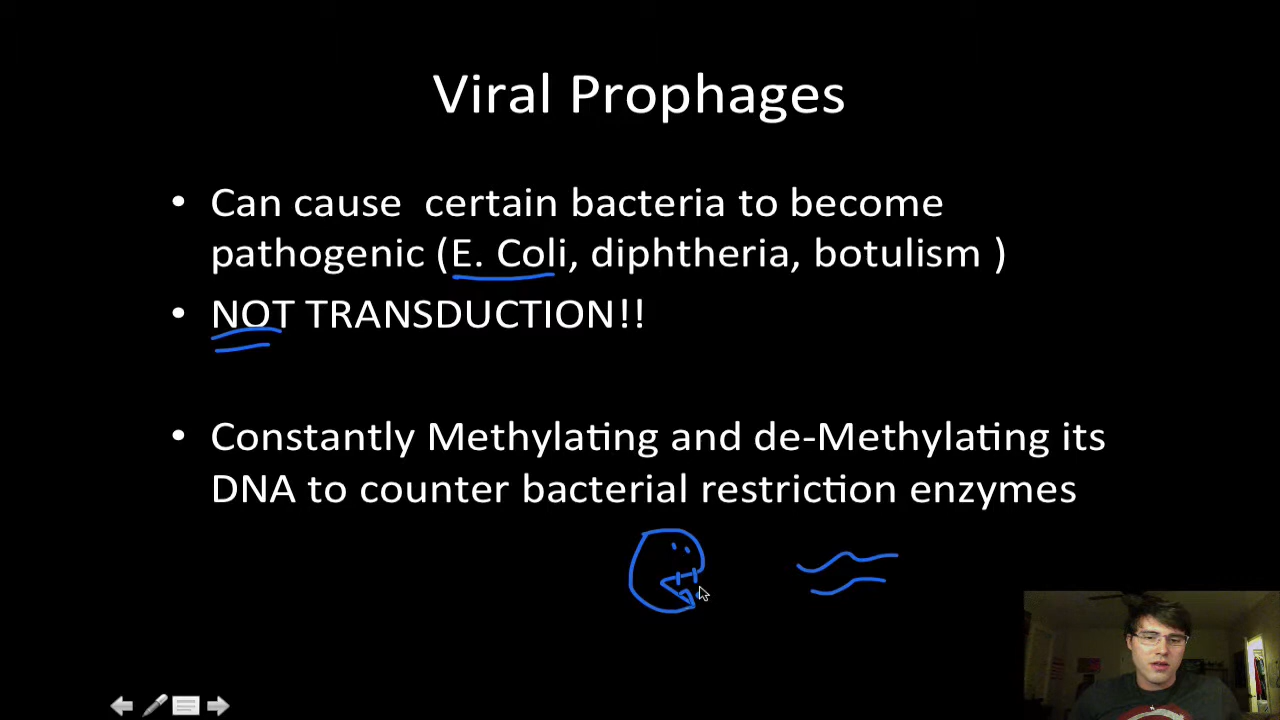 Viral Prophages
• Can cause  certain bacteria to become
pathogenic (E. Coli, diphtheria, botulism )
• NOT TRANSDUCTION!!
• Constantly Methylating and de-Methylating its
DNA to counter bacterial restriction enzymes